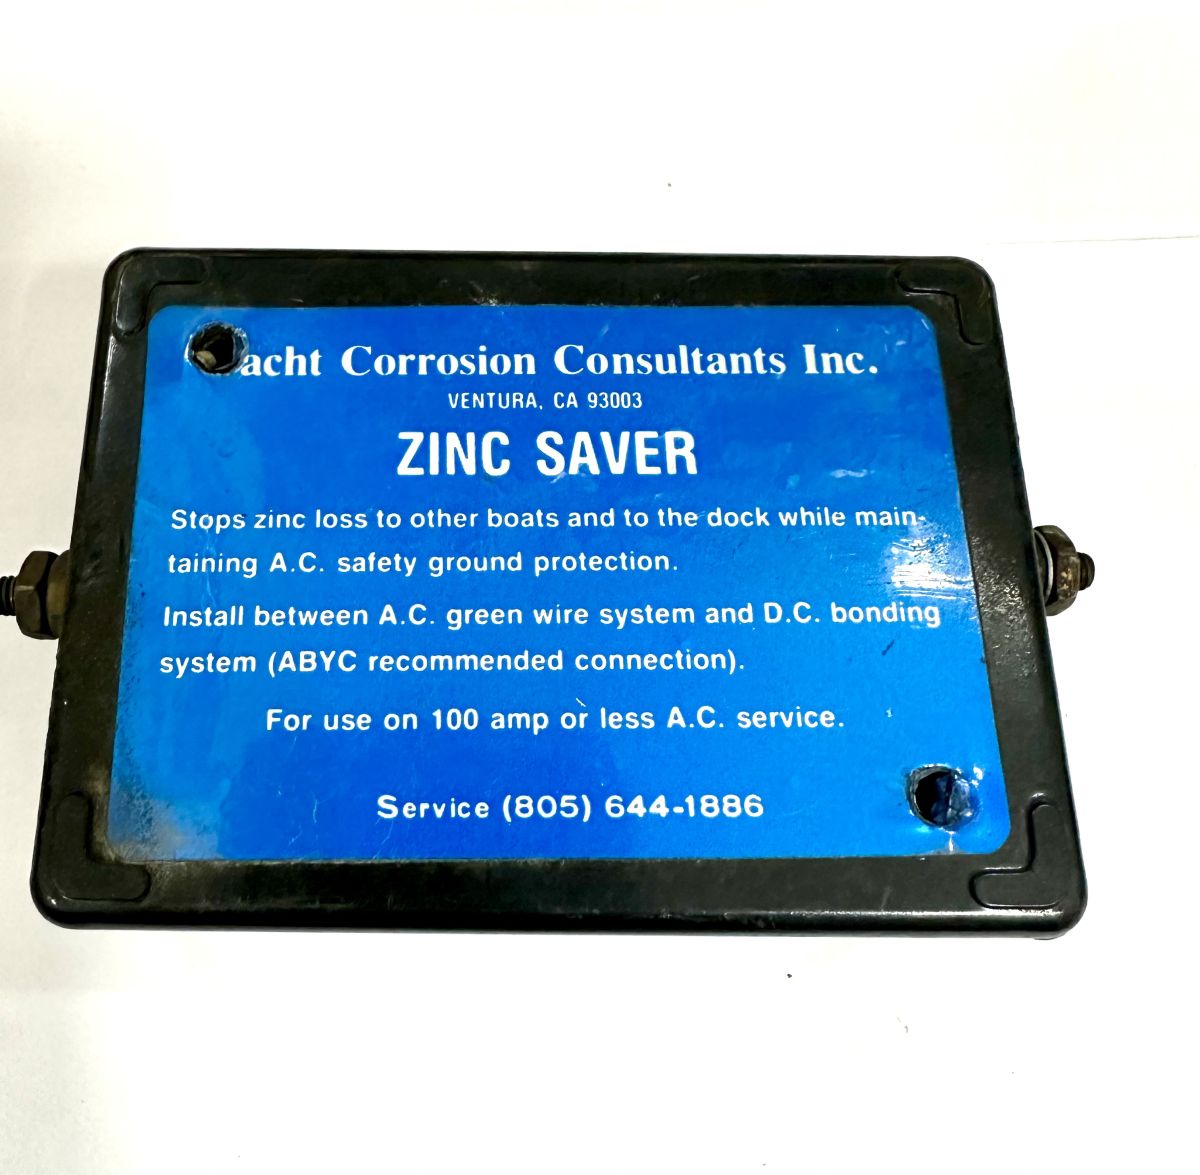 acht Corrosion Consultants Inc.
VENTURA, CA 93003
ZINC SAVER
Stops zinc loss to other boats and to the dock while main-
taining A.C. safety ground protection.
Install between A.C. green wire system and D.C. bonding
system (ABYC recommended connection).
For use on 100 amp or less A.C. service.
Service (805) 644-1886